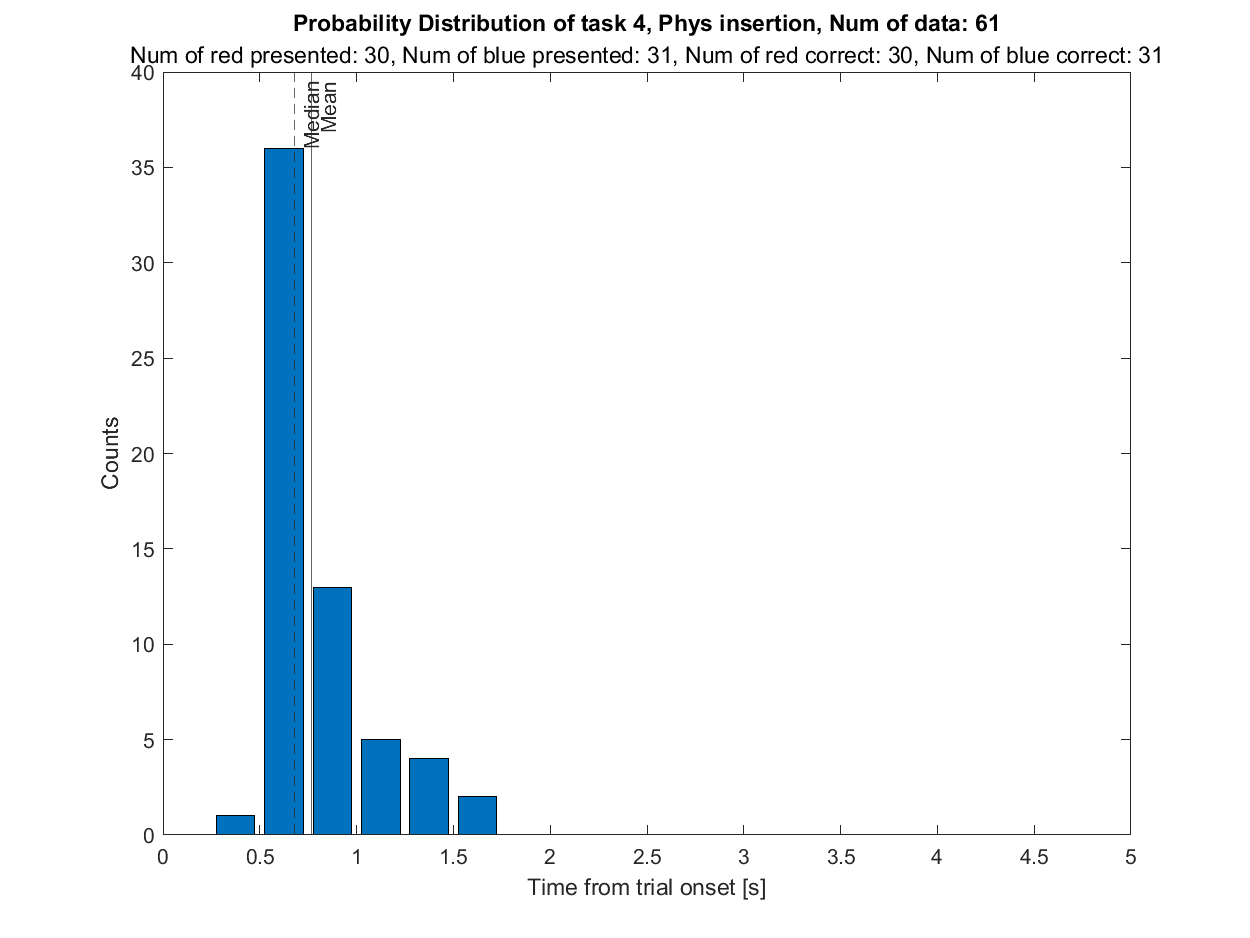 Probability Distribution of task 4, Phys insertion, Num of data: 61
Num of red presented: 30, Num of blue presented: 31, Num of red correct: 30, Num of blue correct: 31
Median
Mean
40
35
30
25
20
15
10
5
0
Counts
0 0.5 1 1.5 2 2.5 3 3.5 4 4.5 5
Time from trial onset [s]